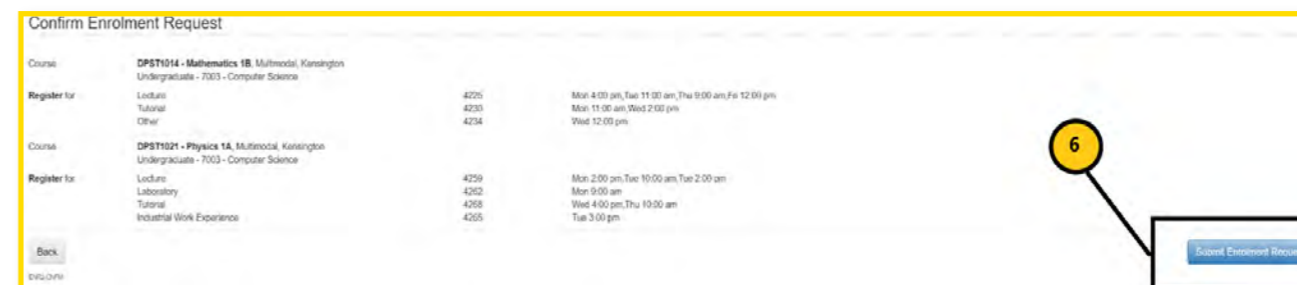 Confirm Enrolment Request
Course DPST1014 - Mathematics 1B, Multimodal, Kensington
Undergraduate - 7003 - Computer Science
Register for Lecture 4225 Mon 4:00 pm,Tue 11:00 am,Thu 9:00 am,Fri 12:00 pm
Tutorial 4230 Mon 11:00 am,Wed 2:00 pm
Other 4234 Wed 12:00 pm
6
Course DPST1021 - Physics 1A, Multimodal, Kensington
Undergraduate - 7003 - Computer Science
Register for Lecture 4259 Mon 2:00 pm,Tue 10:00 am,Tue 2:00 pm
Laboratory 4262 Mon 9:00 am
Tutorial 4268 Wed 4:00 pm,Thu 10:00 am
Industrial Work Experience 4265 Tue 3:00 pm
Back Submit Enrolment Reque